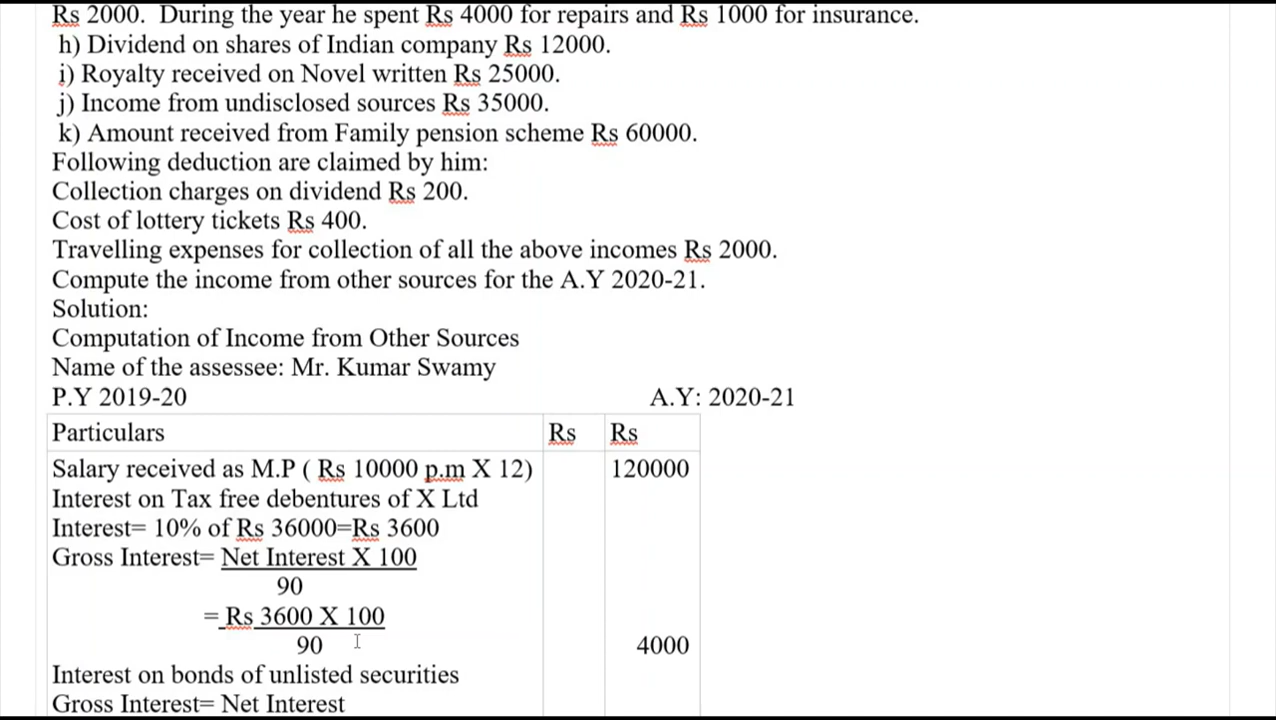 Rs 2000.  During the year he spent Rs 4000 for repairs and Rs 1000 for insurance.
h) Dividend on shares of Indian company Rs 12000.
i) Royalty received on Novel written Rs 25000.
j) Income from undisclosed sources Rs 35000.
k) Amount received from Family pension scheme Rs 60000.
Following deduction are claimed by him:
Collection charges on dividend Rs 200.
Cost of lottery tickets Rs 400.
Travelling expenses for collection of all the above incomes Rs 2000.
Compute the income from other sources for the A.Y 2020-21.
Solution:
Computation of Income from Other Sources
Name of the assessee: Mr. Kumar Swamy
P.Y 2019-20 A.Y: 2020-21
Particulars Rs Rs
Salary received as M.P ( Rs 10000 p.m X 12) 120000
Interest on Tax free debentures of X Ltd
Interest= 10% of Rs 36000=Rs 3600
Gross Interest= Net Interest X 100
90
= Rs 3600 X 100
90 4000
Interest on bonds of unlisted securities
Gross Interest= Net Interest